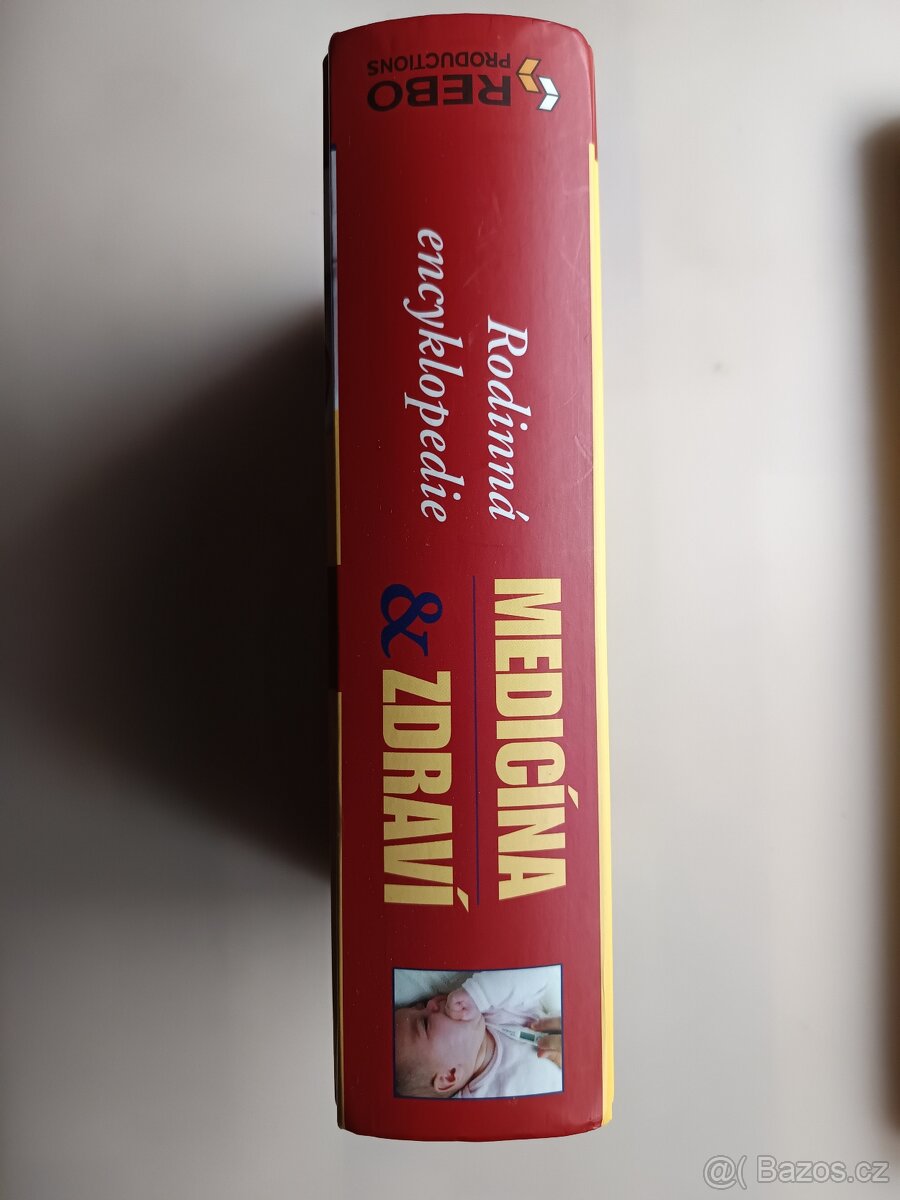 REBO
PRODUCTIONS
Rodinná
encyklopedie
MEDICÍNA
& ZDRAVÍ
@( Bazos.cz